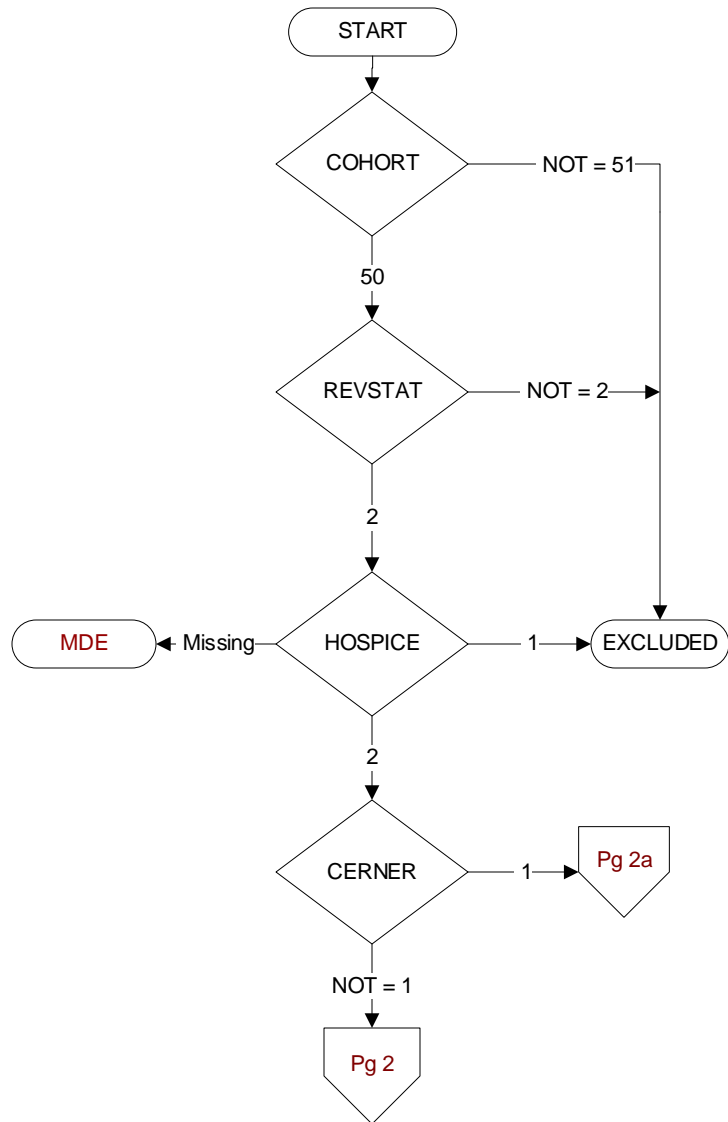 START
COHORT
NOT = 51
50
REVSTAT
NOT = 2
2
MDE
Missing
HOSPICE
1
EXCLUDED
2
CERNER
1
Pg 2a
NOT = 1
Pg 2